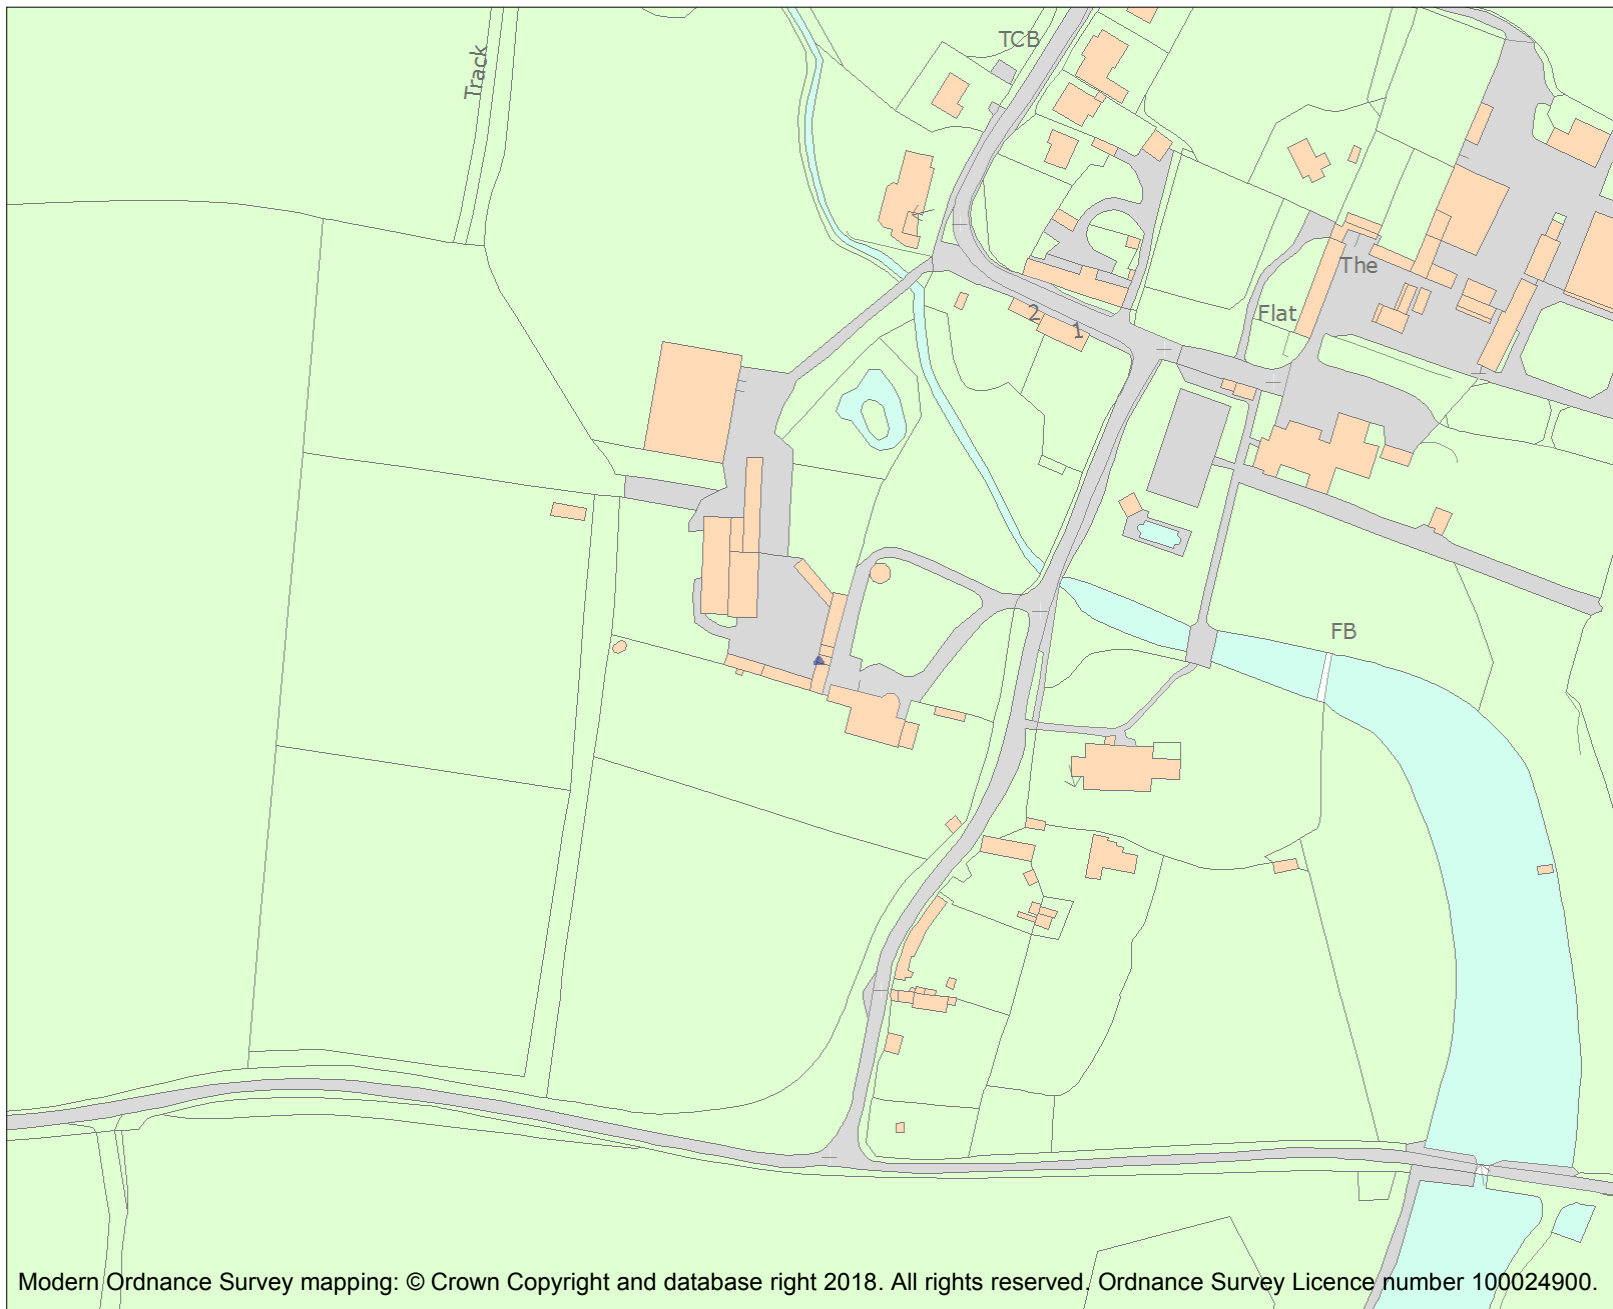 TCB
Track
The
2
1
Flat
FB
Modern Ordnance Survey mapping: © Crown Copyright and database right 2018. All rights reserved. Ordnance Survey Licence number 100024900.